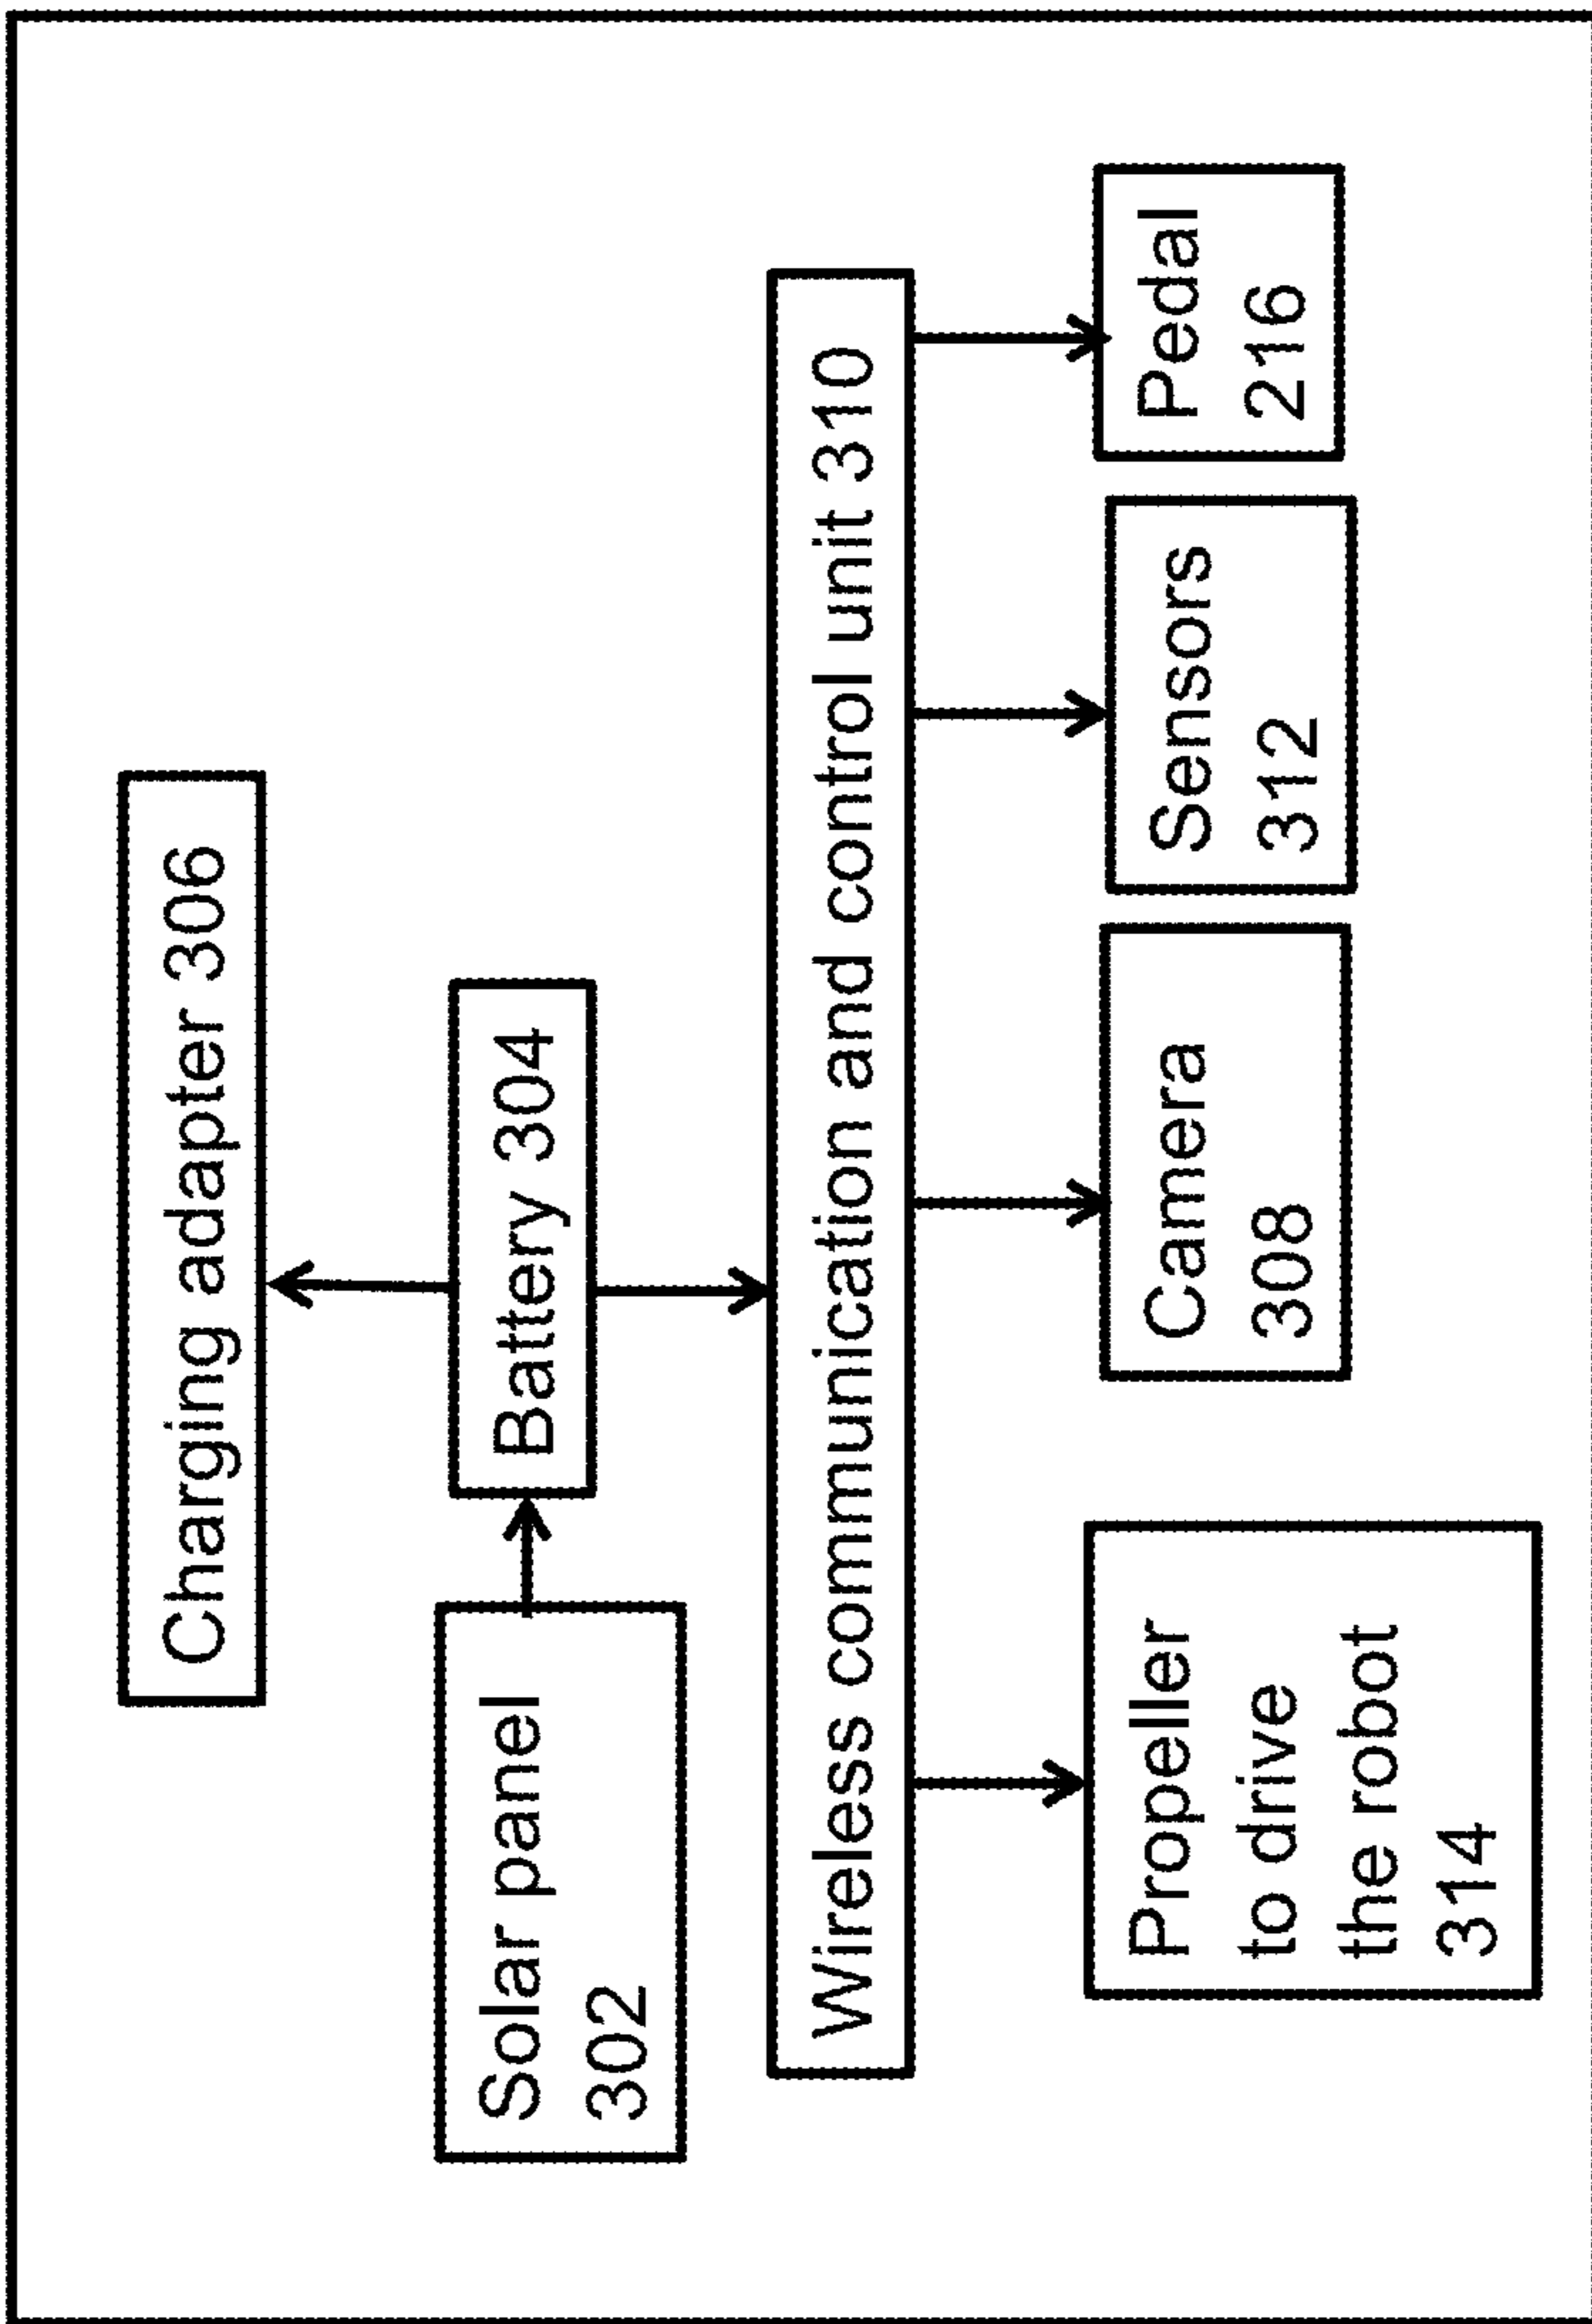 Charging adapter 306
Solar panel
302
Battery 304
Wireless communication and control unit 310
Propeller
to drive
the robot
314
Camera
308
Sensors
312
Pedal
216